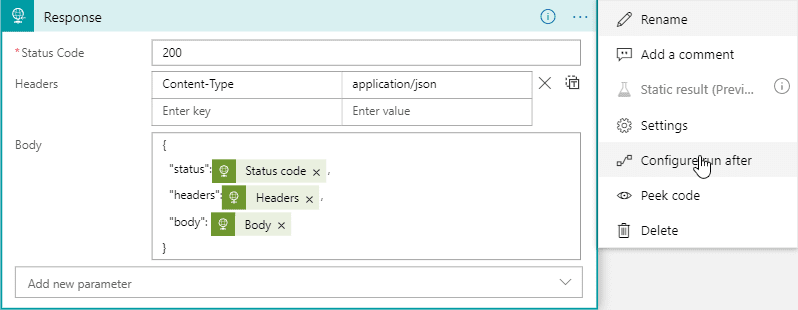 Response
* Status Code
200
Headers
Content-Type
application/json
Enter key
Enter value
Body
{
"status": Status code ,
"headers": Headers ,
"body": Body
}
Add new parameter
Rename
Add a comment
Static result (Previ...
Settings
Configure run after
Peek code
Delete